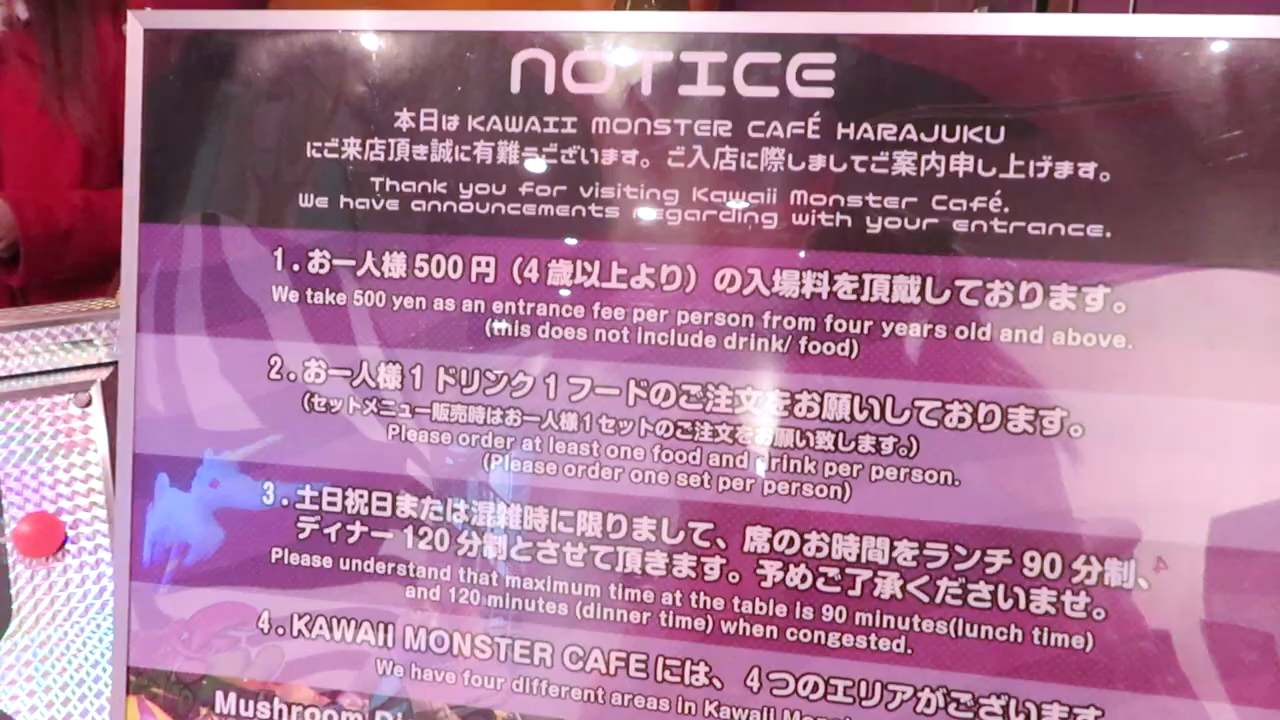 NOTICE
本日は KAWAII MONSTER CAFÉ HARAJUKU
にご来店頂き誠に有難うございます。ご入店に際しましてご案内申し上げます。
Thank you for visiting Kawaii Monster Café.
We have announcements regarding with your entrance.
1.お一人様500円(4歳以上より)の入場料を頂戴しております。
We take 500 yen as an entrance fee per person from four years old and above.
(this does not include drink/ food)
2.お一人様1ドリンク1フードのご注文をお願いしております。
(セットメニュー販売時はお一人様1セットのご注文をお願い致します。)
Please order at least one food and drink per person.
(Please order one set per person)
3.土日祝日または混雑時に限りまして、席のお時間をランチ90分制、
ディナー120分制とさせて頂きます。予めご了承くださいませ。
Please understand that maximum time at the table is 90 minutes(lunch time)
and 120 minutes (dinner time) when congested.
4.KAWAII MONSTER CAFE には、4つのエリアがございます
We have four different areas in Kawaii
Mushroom